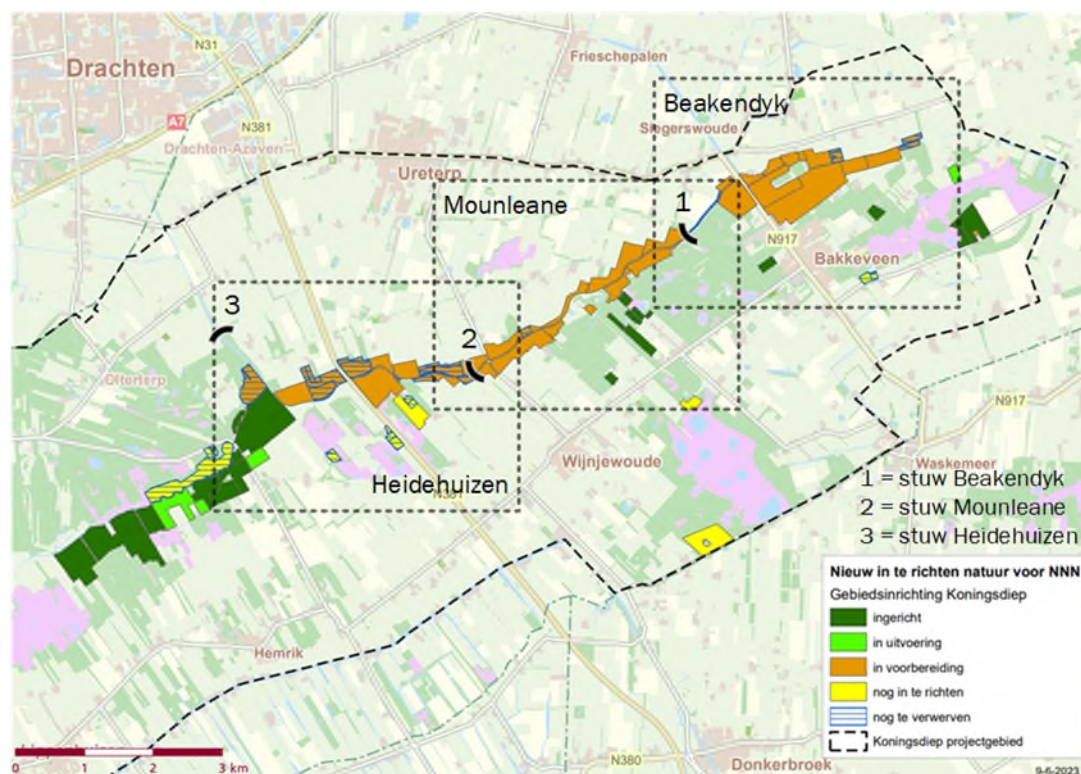 N31
Drachten
Frieschepalen
A7
N381
Drachten-Azeven
Beakendyk
Siegerswoude
Ureterp
Mounleane
1
N917
Bakkeveen
3
2
Olterterp
N917
Wijnjewoude
Waskemeer
Heidehuizen
N381
1 = stuw Beakendyk
2 = stuw Mounleane
3 = stuw Heidehuizen
Nieuw in te richten natuur voor NNN
Gebiedsinrichting Koningsdiep
ingericht
in uitvoering
in voorbereiding
nog in te richten
nog te verwerven
Koningsdiep projectgebied
Hemrik
0 1 2 3 km
N380
Donkerbroek
9-6-2023